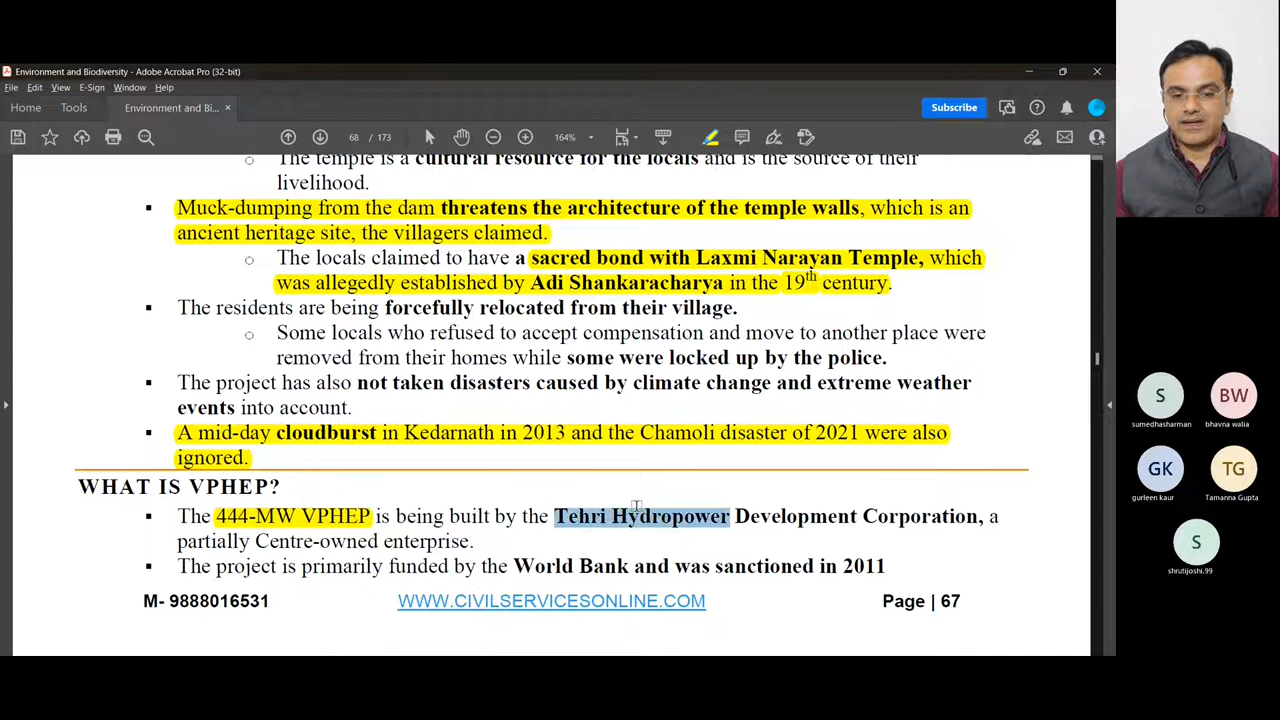 Environment and Biodiversity - Adobe Acrobat Pro (32-bit)
File Edit View E-Sign Window Help
Home Tools Environment and Bi... × Subscribe
68 / 173 164%
The temple is a cultural resource for the locals and is the source of their
livelihood.
Muck-dumping from the dam threatens the architecture of the temple walls, which is an
ancient heritage site, the villagers claimed.
The locals claimed to have a sacred bond with Laxmi Narayan Temple, which
was allegedly established by Adi Shankaracharya in the 19th century.
The residents are being forcefully relocated from their village.
Some locals who refused to accept compensation and move to another place were
removed from their homes while some were locked up by the police.
The project has also not taken disasters caused by climate change and extreme weather
events into account.
A mid-day cloudburst in Kedarnath in 2013 and the Chamoli disaster of 2021 were also
ignored.
WHAT IS VPHEP?
The 444-MW VPHEP is being built by the Tehri Hydropower Development Corporation, a
partially Centre-owned enterprise.
The project is primarily funded by the World Bank and was sanctioned in 2011
M- 9888016531 WWW.CIVILSERVICESONLINE.COM Page | 67
S BW
sumedhasharman bhavna walia
GK TG
gurleen kaur Tamanna Gupta
S
shrutijoshi.99